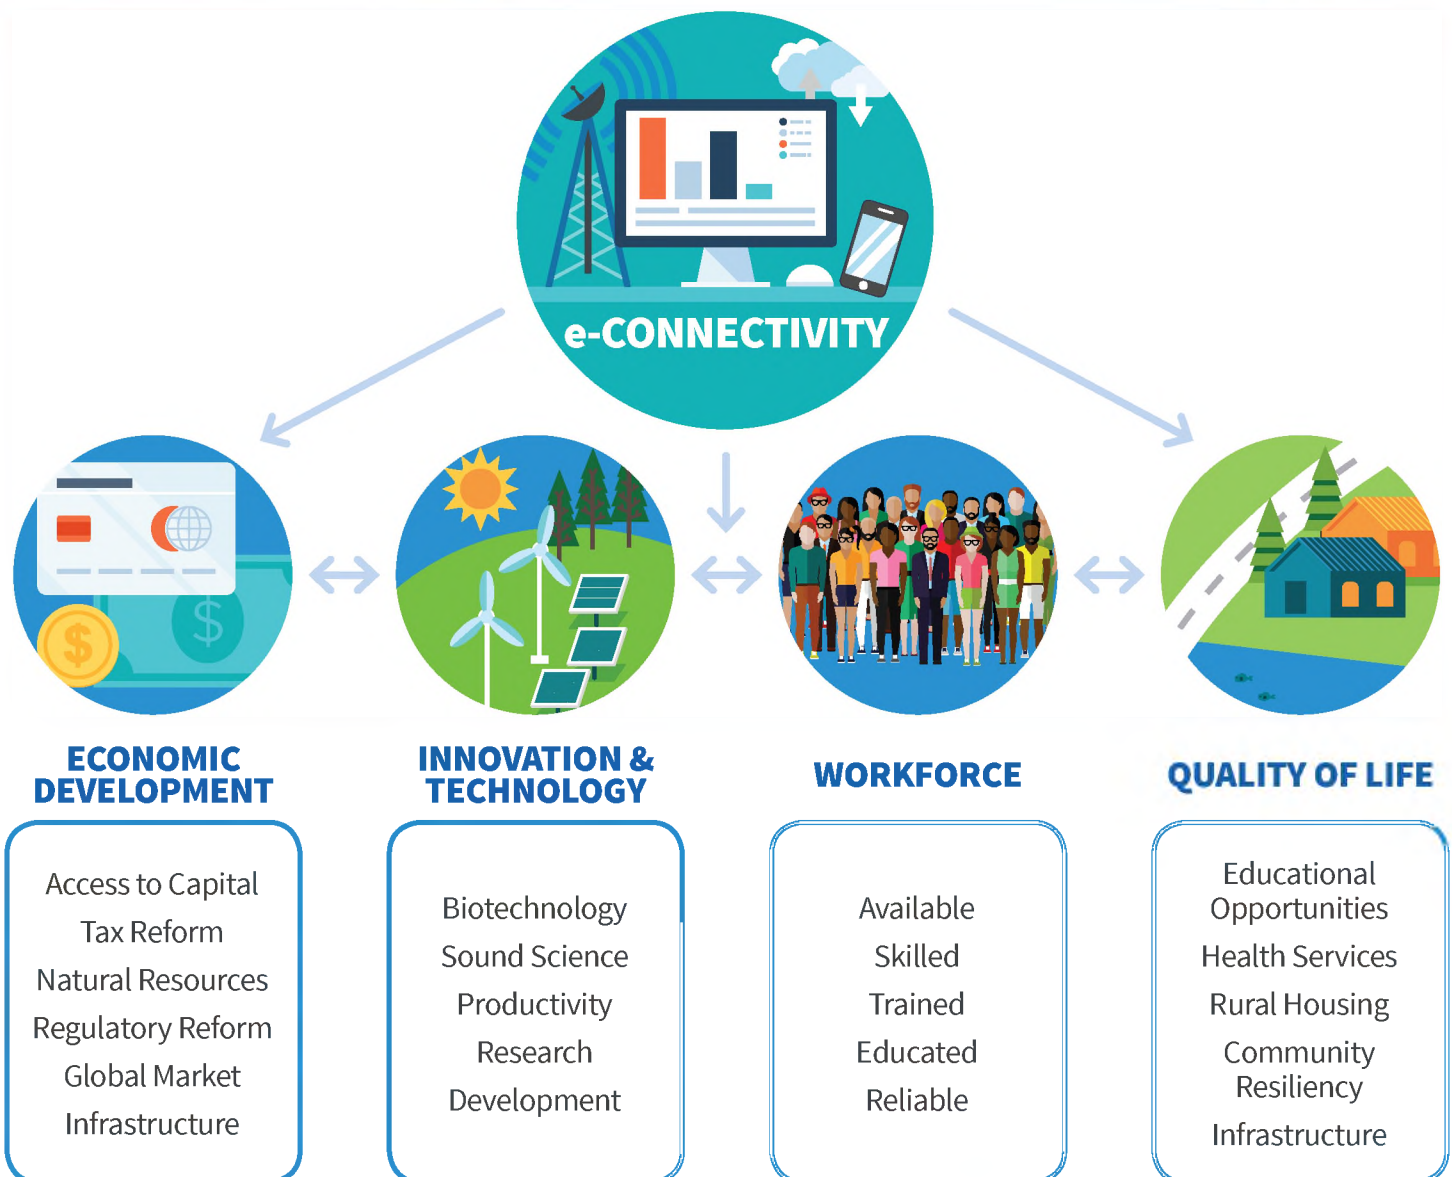 e-CONNECTIVITY
$
$
ECONOMIC
DEVELOPMENT
Access to Capital
Tax Reform
Natural Resources
Regulatory Reform
Global Market
Infrastructure
INNOVATION &
TECHNOLOGY
Biotechnology
Sound Science
Productivity
Research
Development
WORKFORCE
Available
Skilled
Trained
Educated
Reliable
QUALITY OF LIFE
Educational
Opportunities
Health Services
Rural Housing
Community
Resiliency
Infrastructure